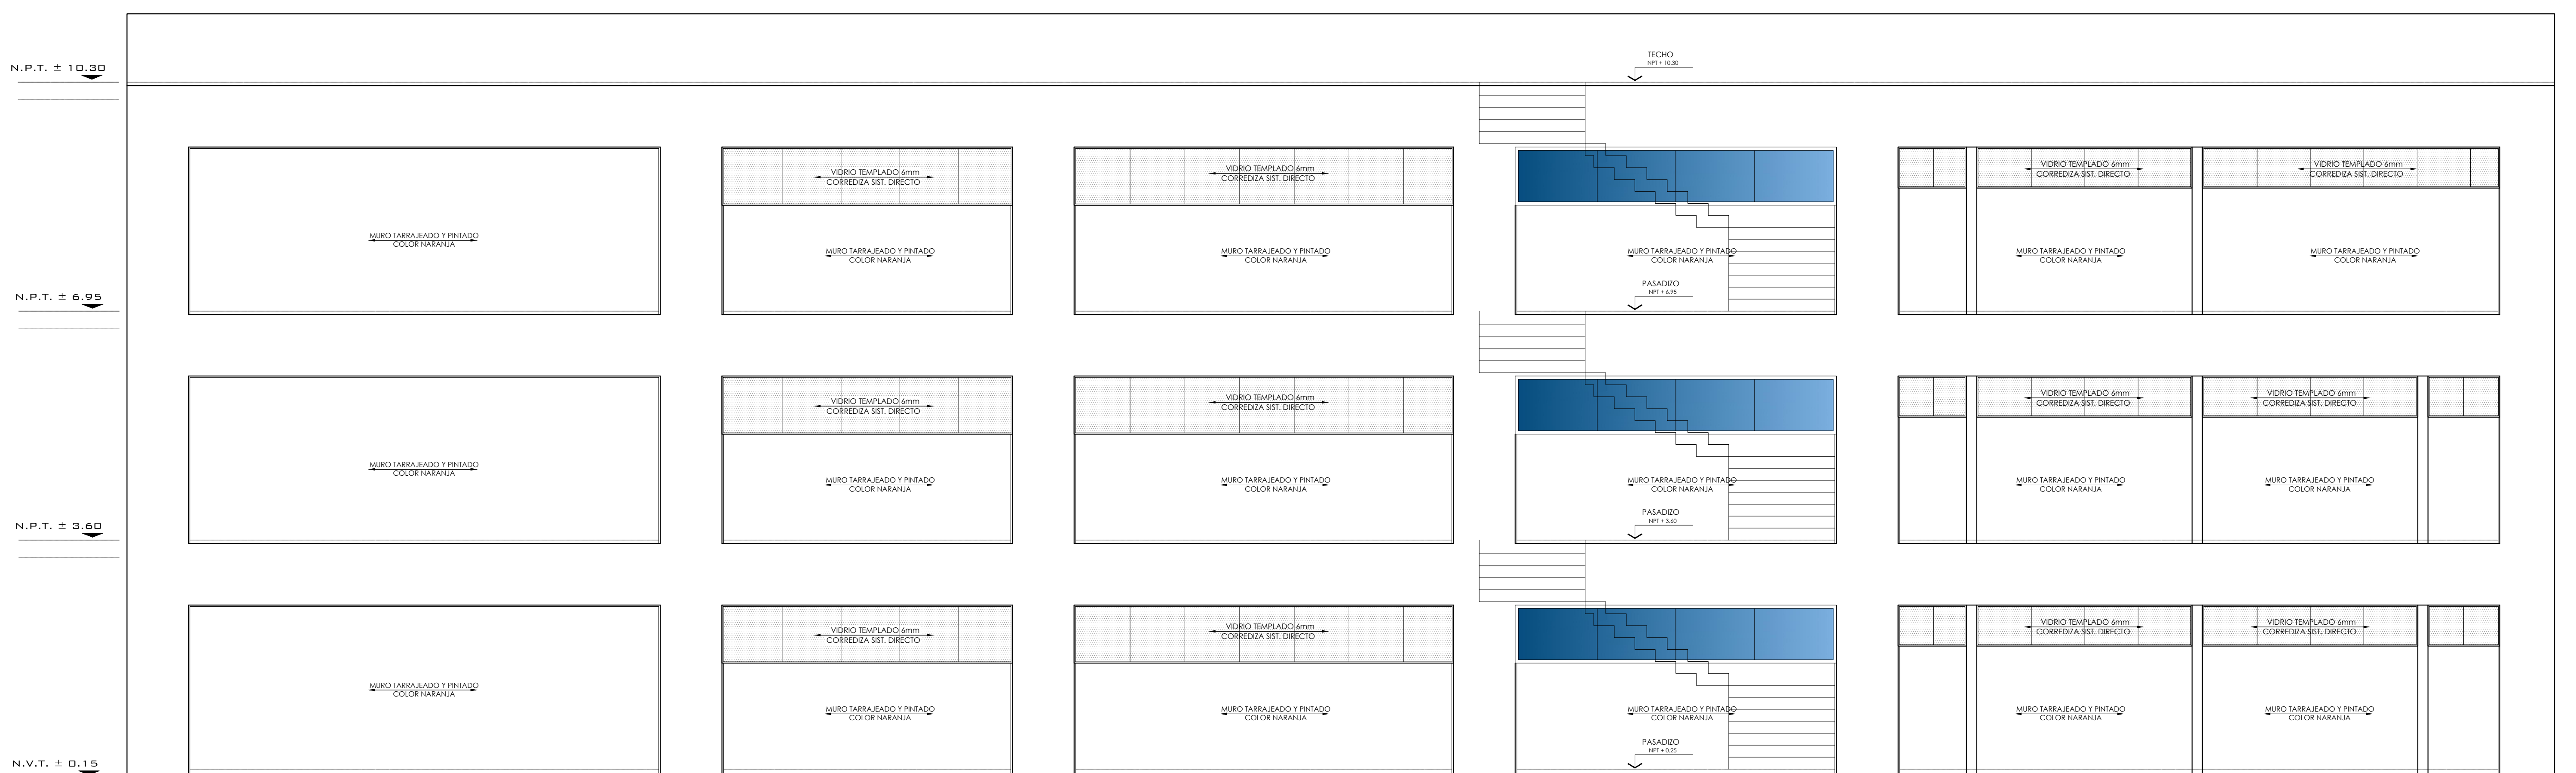 TECHO
NPT + 10.30
N.P.T. ± 10.30
VIDRIO TEMPLADO 6mm
CORREDIZA SIST. DIRECTO
VIDRIO TEMPLADO 6mm
CORREDIZA SIST. DIRECTO
VIDRIO TEMPLADO 6mm
CORREDIZA SIST. DIRECTO
VIDRIO TEMPLADO 6mm
CORREDIZA SIST. DIRECTO
MURO TARRAJEADO Y PINTADO
COLOR NARANJA
MURO TARRAJEADO Y PINTADO
COLOR NARANJA
MURO TARRAJEADO Y PINTADO
COLOR NARANJA
MURO TARRAJEADO Y PINTADO
COLOR NARANJA
MURO TARRAJEADO Y PINTADO
COLOR NARANJA
MURO TARRAJEADO Y PINTADO
COLOR NARANJA
PASADIZO
NPT + 6.95
N.P.T. ± 6.95
VIDRIO TEMPLADO 6mm
CORREDIZA SIST. DIRECTO
VIDRIO TEMPLADO 6mm
CORREDIZA SIST. DIRECTO
VIDRIO TEMPLADO 6mm
CORREDIZA SIST. DIRECTO
VIDRIO TEMPLADO 6mm
CORREDIZA SIST. DIRECTO
MURO TARRAJEADO Y PINTADO
COLOR NARANJA
MURO TARRAJEADO Y PINTADO
COLOR NARANJA
MURO TARRAJEADO Y PINTADO
COLOR NARANJA
MURO TARRAJEADO Y PINTADO
COLOR NARANJA
MURO TARRAJEADO Y PINTADO
COLOR NARANJA
MURO TARRAJEADO Y PINTADO
COLOR NARANJA
PASADIZO
NPT + 3.60
N.P.T. ± 3.60
VIDRIO TEMPLADO 6mm
CORREDIZA SIST. DIRECTO
VIDRIO TEMPLADO 6mm
CORREDIZA SIST. DIRECTO
VIDRIO TEMPLADO 6mm
CORREDIZA SIST. DIRECTO
VIDRIO TEMPLADO 6mm
CORREDIZA SIST. DIRECTO
MURO TARRAJEADO Y PINTADO
COLOR NARANJA
MURO TARRAJEADO Y PINTADO
COLOR NARANJA
MURO TARRAJEADO Y PINTADO
COLOR NARANJA
MURO TARRAJEADO Y PINTADO
COLOR NARANJA
MURO TARRAJEADO Y PINTADO
COLOR NARANJA
MURO TARRAJEADO Y PINTADO
COLOR NARANJA
PASADIZO
NPT + 0.25
N.V.T. ± 0.15